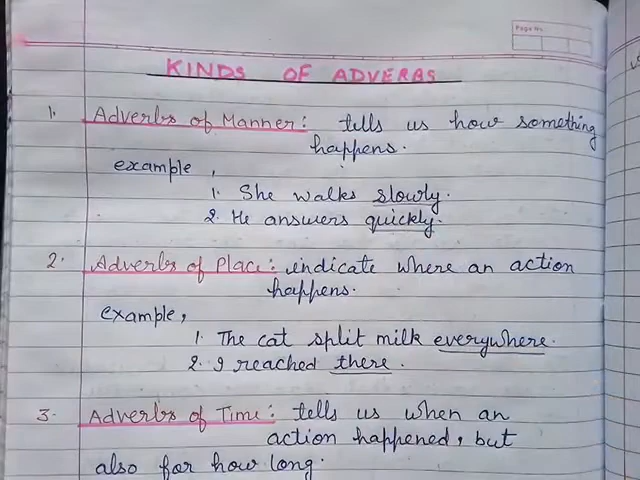 Page No.
KINDS OF ADVERBS
1. Adverbs of Manner: tells us how something
happens.
example,
1. She walks slowly.
2. He answers quickly.
2. Adverbs of Place: indicate where an action
happens.
example,
1. The cat split milk everywhere.
2. I reached there.
3. Adverbs of Time: tells us when an
action happened, but
also for how long.